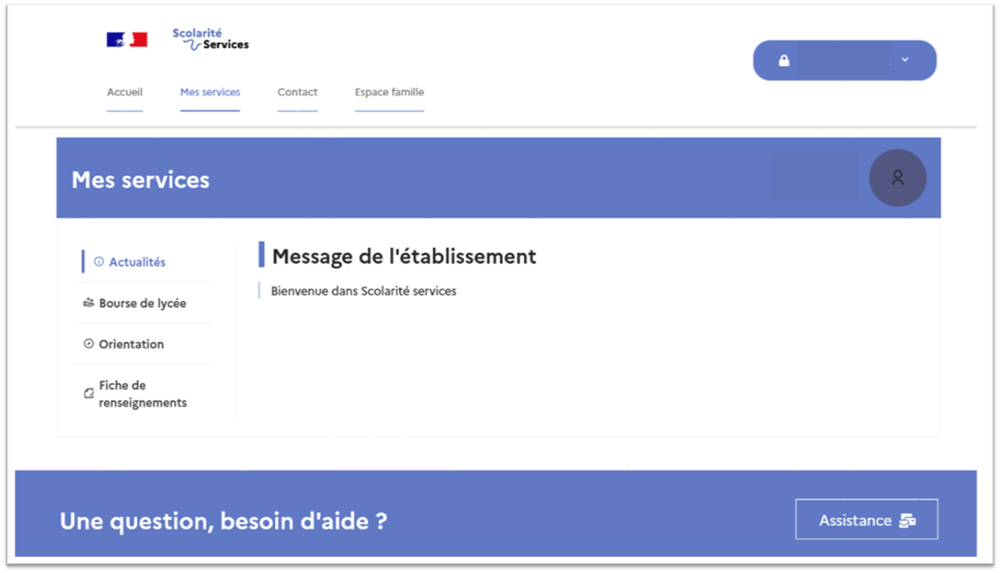 Scolarité
Services
Accueil
Mes services
Contact
Espace famille
Mes services
Actualités
Bourse de lycée
Orientation
Fiche de
renseignements
Message de l'établissement
Bienvenue dans Scolarité services
Une question, besoin d'aide ?
Assistance